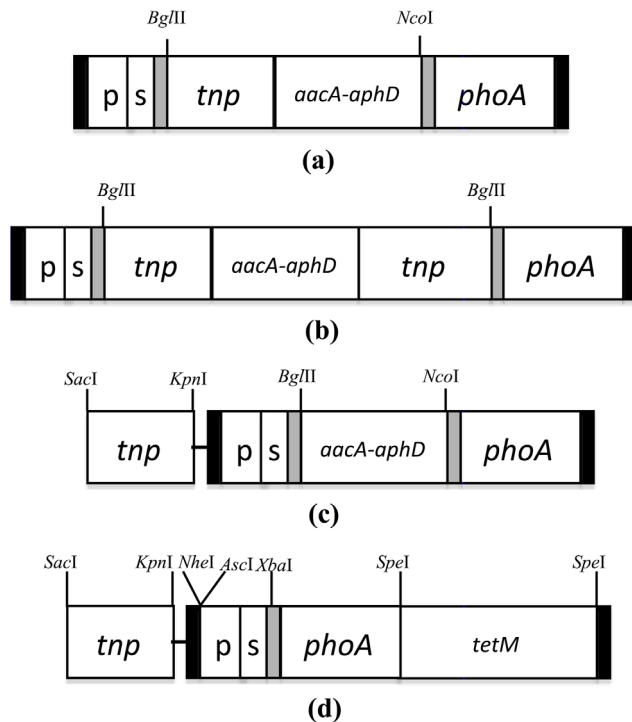 BglII NcoI
p s tnp aacA-aphD phoA
(a)
BglII BglII
p s tnp aacA-aphD tnp phoA
(b)
SacI KpnI BglII NcoI
tnp p s aacA-aphD phoA
(c)
SacI KpnI NheI AscI XbaI SpeI SpeI
tnp p s phoA tetM
(d)